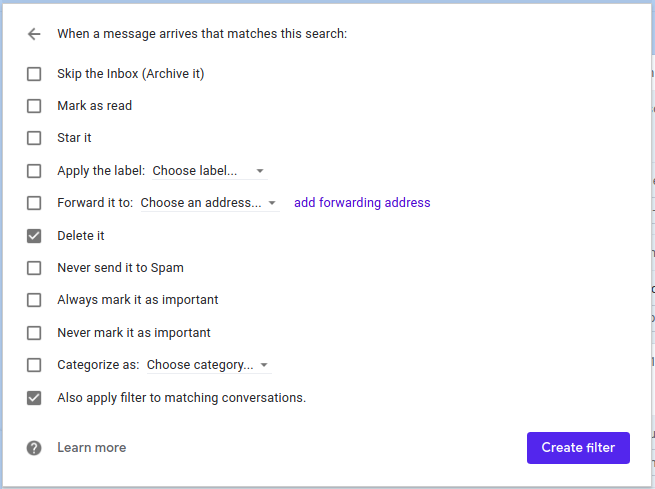 When a message arrives that matches this search:
Skip the Inbox (Archive it)
Mark as read
Star it
Apply the label: Choose label...
Forward it to: Choose an address... add forwarding address
Delete it
Never send it to Spam
Always mark it as important
Never mark it as important
Categorize as: Choose category...
Also apply filter to matching conversations.
Learn more Create filter